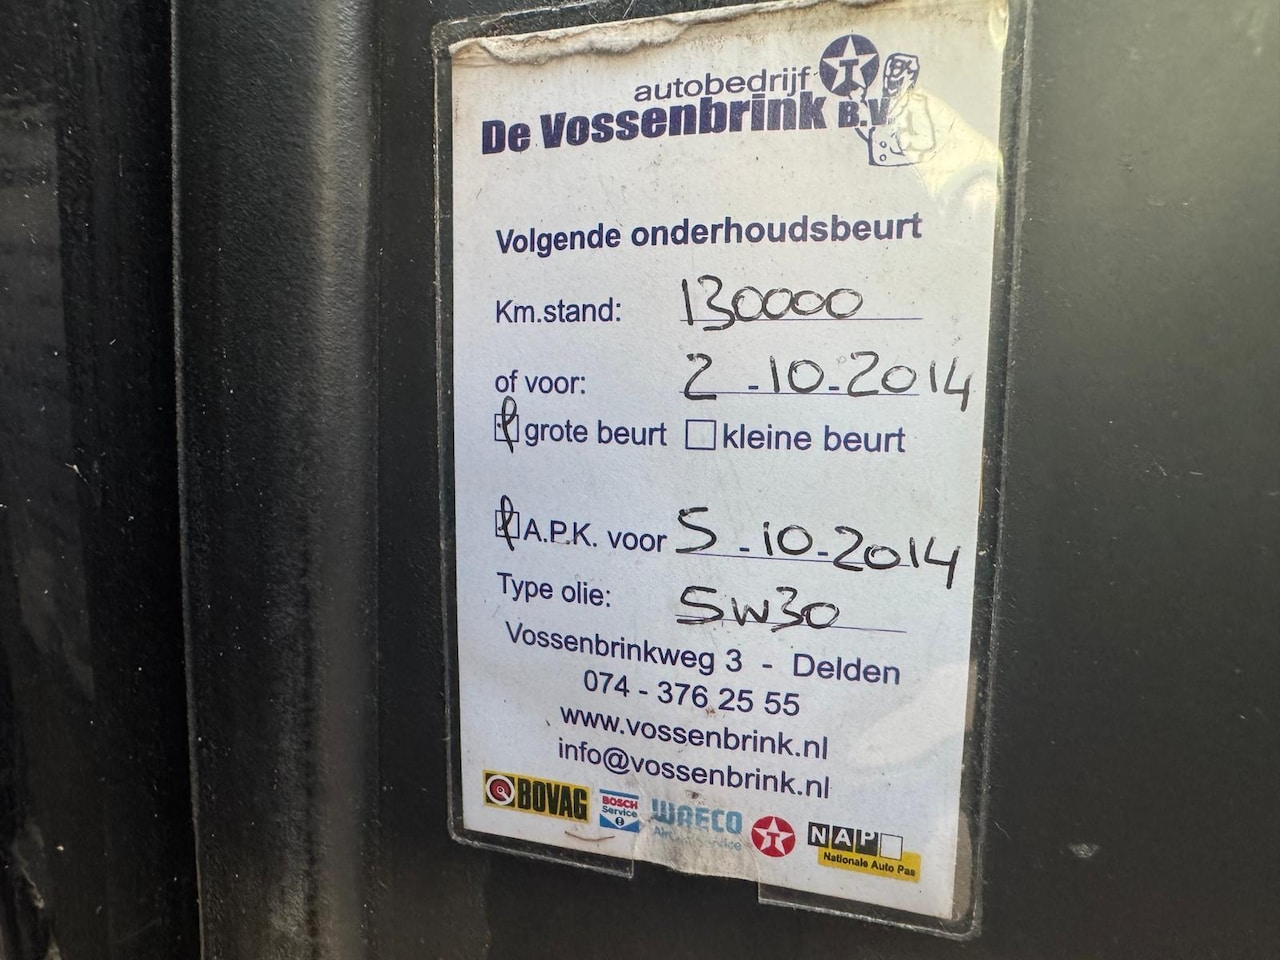 autobedrijf
De Vossenbrink B.V.
Volgende onderhoudsbeurt
Km.stand: 130000
of voor: 2-10-2014
grote beurt kleine beurt
A.P.K. voor 5-10-2014
Type olie: 5W30
Vossenbrinkweg 3 - Delden
074 - 376 25 55
www.vossenbrink.nl
info@vossenbrink.nl
BOVAG BOSCH Service WAECO T NAP
Nationale Auto Pas